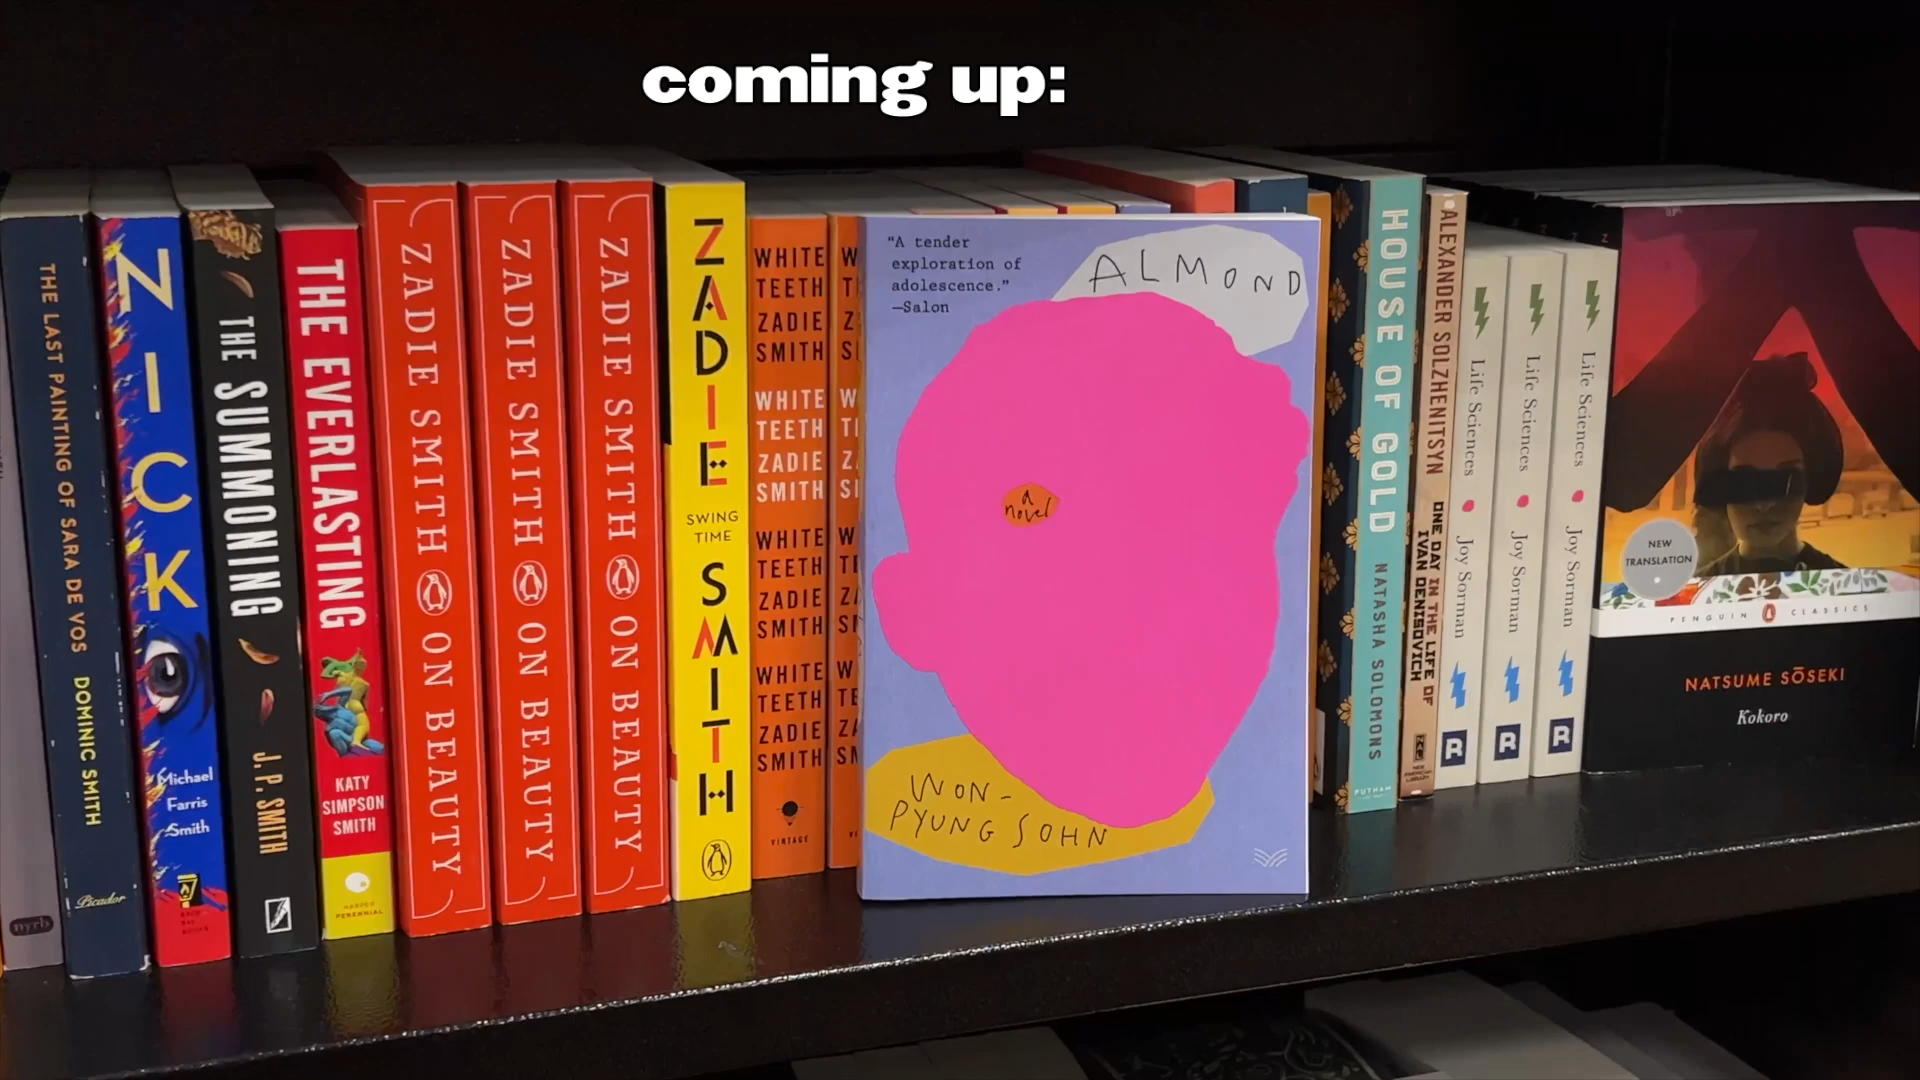 coming up:
THE LAST PAINTING OF SARA DE VOS DOMINIC SMITH
Picador
nyrb
NICK
Michael
Farris
Smith
THE SUMMONING J.P. SMITH
THE EVERLASTING
KATY
SIMPSON
SMITH
HARPER
PERENNIAL
ZADIE SMITH ON BEAUTY
ZADIE SMITH ON BEAUTY
ZADIE SMITH ON BEAUTY
ZADIE
SWING
TIME
SMITH
WHITE
TEETH
ZADIE
SMITH
WHITE
TEETH
ZADIE
SMITH
WHITE
TEETH
ZADIE
SMITH
WHITE
TEETH
ZADIE
SMITH
VINTAGE
"A tender
exploration of
adolescence."
—Salon
ALMOND
a
novel
WON-
PYUNG SOHN
HOUSE OF GOLD NATASHA SOLOMONS
PUTNAM
ALEXANDER SOLZHENITSYN
ONE DAY IN THE LIFE OF
IVAN DENISOVICH
Life Sciences Joy Sorman
R
Life Sciences Joy Sorman
R
Life Sciences Joy Sorman
R
NEW
TRANSLATION
PENGUIN CLASSICS
NATSUME SŌSEKI
Kokoro